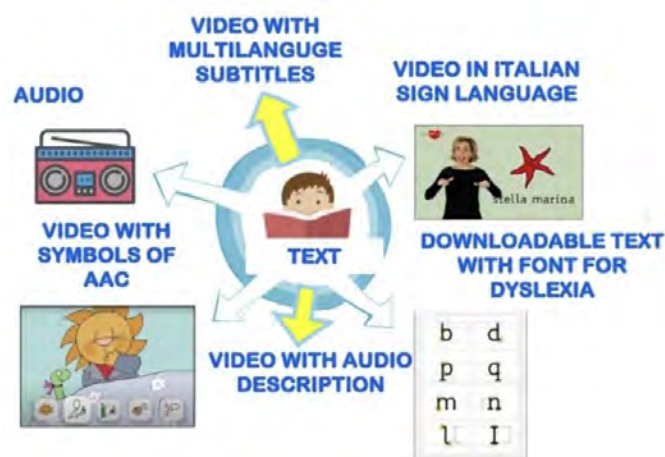 VIDEO WITH
MULTILANGUGE
SUBTITLES
VIDEO IN ITALIAN
SIGN LANGUAGE
AUDIO
stella marina
VIDEO WITH
SYMBOLS OF
AAC
TEXT
DOWNLOADABLE TEXT
WITH FONT FOR
DYSLEXIA
VIDEO WITH AUDIO
DESCRIPTION
b d
p q
m n
l I